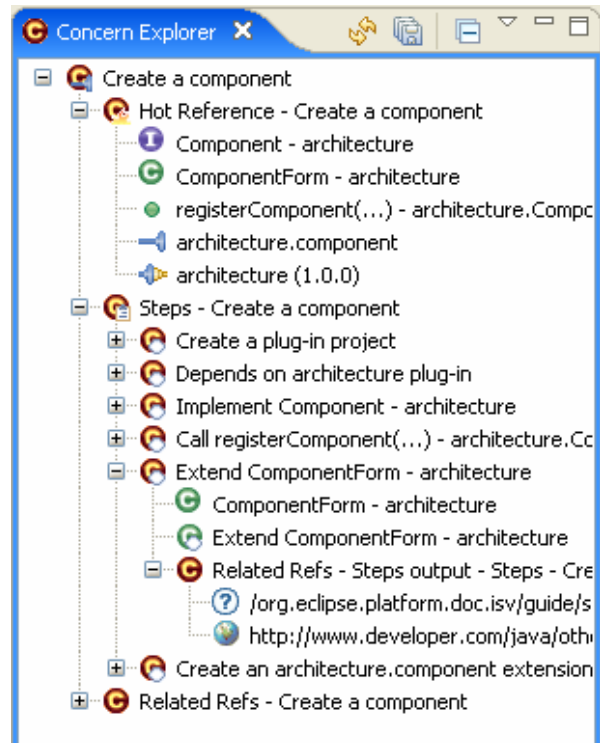 Concern Explorer
Create a component
Hot Reference - Create a component
Component - architecture
ComponentForm - architecture
registerComponent(...) - architecture.Compo
architecture.component
architecture (1.0.0)
Steps - Create a component
Create a plug-in project
Depends on architecture plug-in
Implement Component - architecture
Call registerComponent(...) - architecture.Co
Extend ComponentForm - architecture
ComponentForm - architecture
Extend ComponentForm - architecture
Related Refs - Steps output - Steps - Cre
/org.eclipse.platform.doc.isv/guide/s
http://www.developer.com/java/othe
Create an architecture.component extension
Related Refs - Create a component